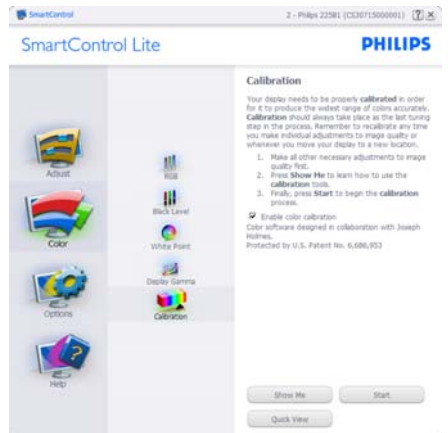 SmartControl
2 - Philips 225B1 (CS30715000001)
SmartControl Lite
PHILIPS
Adjust
Color
Options
Help
RGB
Black Level
White Point
Display Gamma
Calibration
Calibration
Your display needs to be properly calibrated in order
for it to produce the widest range of colors accurately.
Calibration should always take place as the last tuning
step in the process. Remember to recalibrate any time
you make individual adjustments to image quality or
whenever you move your display to a new location.
1. Make all other necessary adjustments to image
quality first.
2. Press Show Me to learn how to use the
calibration tools.
3. Finally, press Start to begin the calibration
process.
Enable color calibration
Color software designed in collaboration with Joseph
Holmes.
Protected by U.S. Patent No. 6,686,953
Show Me
Start
Quick View